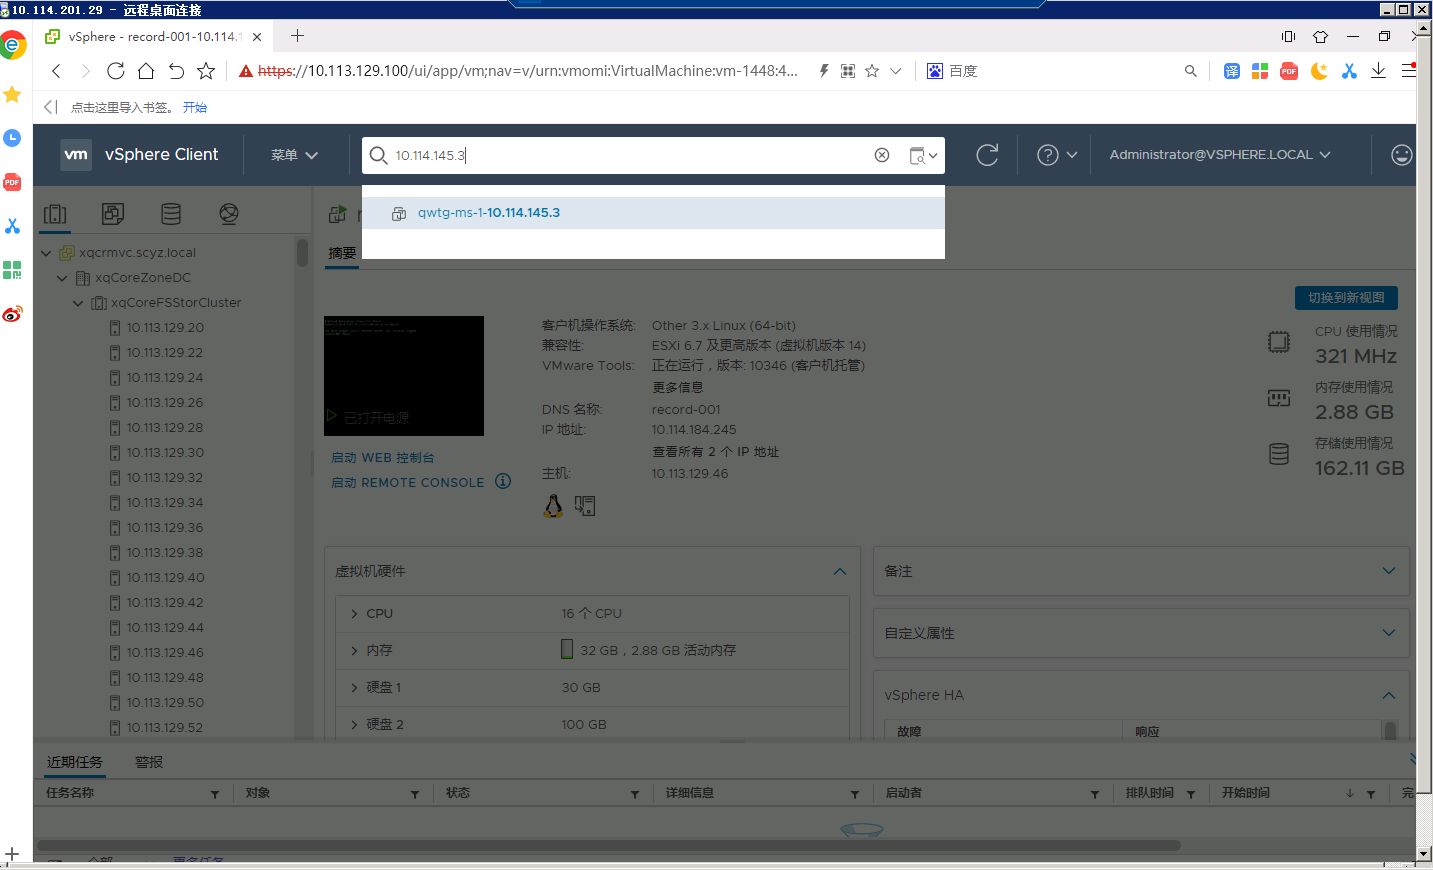 10.114.201.29 - 远程桌面连接
vSphere - record-001-10.114.1
https://10.113.129.100/ui/app/vm;nav=v/urn:vmomi:VirtualMachine:vm-1448:4...
百度
点击这里导入书签。 开始
vm vSphere Client
菜单
10.114.145.3
Administrator@VSPHERE.LOCAL
qwtg-ms-1-10.114.145.3
摘要
xqcrmvc.scyz.local
xqCoreZoneDC
xqCoreFSStorCluster
10.113.129.20
10.113.129.22
10.113.129.24
10.113.129.26
10.113.129.28
10.113.129.30
10.113.129.32
10.113.129.34
10.113.129.36
10.113.129.38
10.113.129.40
10.113.129.42
10.113.129.44
10.113.129.46
10.113.129.48
10.113.129.50
10.113.129.52
切换到新视图
已打开电源
启动 WEB 控制台
启动 REMOTE CONSOLE
客户机操作系统: Other 3.x Linux (64-bit)
兼容性: ESXi 6.7 及更高版本 (虚拟机版本 14)
VMware Tools: 正在运行，版本: 10346 (客户机托管)
更多信息
DNS 名称: record-001
IP 地址: 10.114.184.245
查看所有 2 个 IP 地址
主机: 10.113.129.46
CPU 使用情况
321 MHz
内存使用情况
2.88 GB
存储使用情况
162.11 GB
虚拟机硬件
CPU 16 个 CPU
内存 32 GB，2.88 GB 活动内存
硬盘 1 30 GB
硬盘 2 100 GB
备注
自定义属性
vSphere HA
故障 响应
近期任务 警报
任务名称 对象 状态 详细信息 启动者 排队时间 开始时间 完
全部 更多任务
PDF
PDF
译